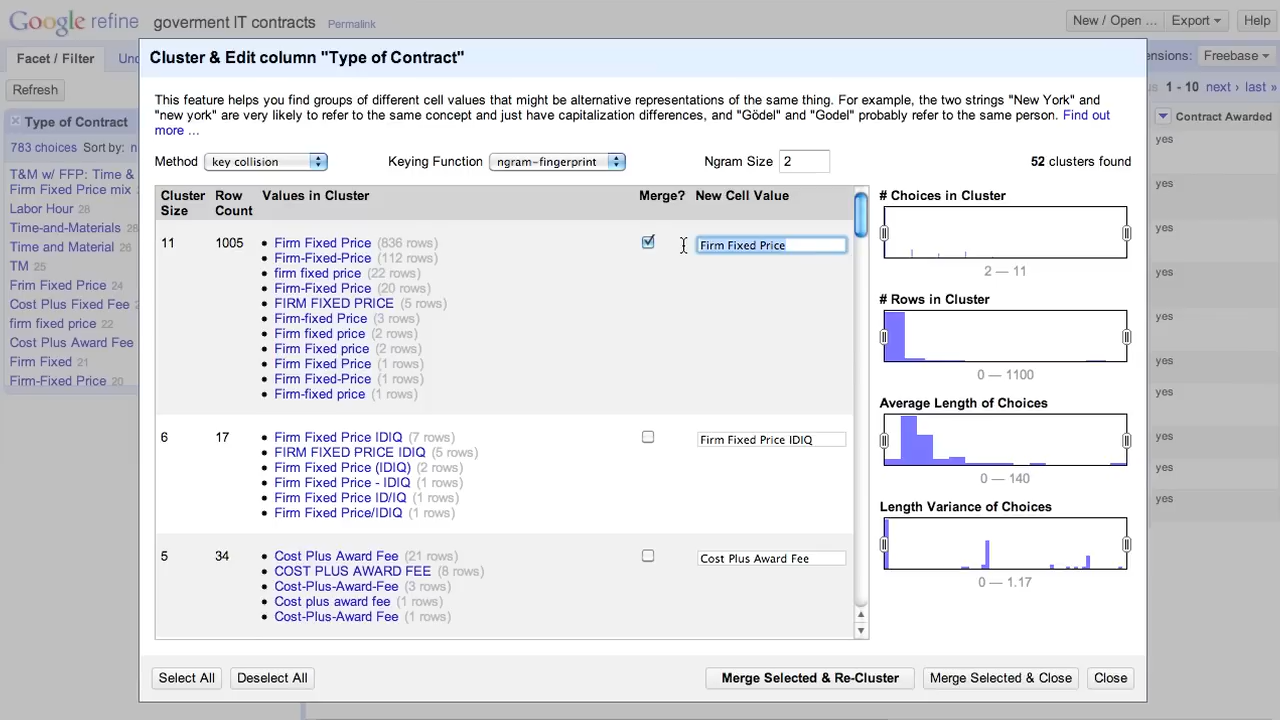 Google refine goverment IT contracts Permalink
New / Open ... Export Help
Facet / Filter
Refresh
Extensions: Freebase
1 - 10 next › last »
Cluster & Edit column "Type of Contract"
This feature helps you find groups of different cell values that might be alternative representations of the same thing. For example, the two strings "New York" and
"new york" are very likely to refer to the same concept and just have capitalization differences, and "Gödel" and "Godel" probably refer to the same person. Find out
more ...
Method key collision Keying Function ngram-fingerprint Ngram Size 2 52 clusters found
Type of Contract
783 choices Sort by:
T&M w/ FFP: Time &
Firm Fixed Price mix
Labor Hour 28
Time-and-Materials 28
Time and Material 26
TM 25
Firm Fixed Price 24
Cost Plus Fixed Fee
firm fixed price 22
Cost Plus Award Fee
Firm Fixed 21
Firm-Fixed Price 20
Cluster Size Row Count Values in Cluster Merge? New Cell Value
11 1005
Firm Fixed Price (836 rows)
Firm-Fixed-Price (112 rows)
firm fixed price (22 rows)
Firm-Fixed Price (20 rows)
FIRM FIXED PRICE (5 rows)
Firm-fixed Price (3 rows)
Firm fixed price (2 rows)
Firm Fixed price (2 rows)
Firm Fixed Price (1 rows)
Firm Fixed-Price (1 rows)
Firm-fixed price (1 rows)
Firm Fixed Price
6 17
Firm Fixed Price IDIQ (7 rows)
FIRM FIXED PRICE IDIQ (5 rows)
Firm Fixed Price (IDIQ) (2 rows)
Firm Fixed Price - IDIQ (1 rows)
Firm Fixed Price ID/IQ (1 rows)
Firm Fixed Price/IDIQ (1 rows)
Firm Fixed Price IDIQ
5 34
Cost Plus Award Fee (21 rows)
COST PLUS AWARD FEE (8 rows)
Cost-Plus-Award-Fee (3 rows)
Cost plus award fee (1 rows)
Cost-Plus-Award Fee (1 rows)
Cost Plus Award Fee
# Choices in Cluster
2 — 11
# Rows in Cluster
0 — 1100
Average Length of Choices
0 — 140
Length Variance of Choices
0 — 1.17
Contract Awarded
yes
yes
yes
yes
yes
yes
yes
yes
yes
yes
Select All Deselect All Merge Selected & Re-Cluster Merge Selected & Close Close